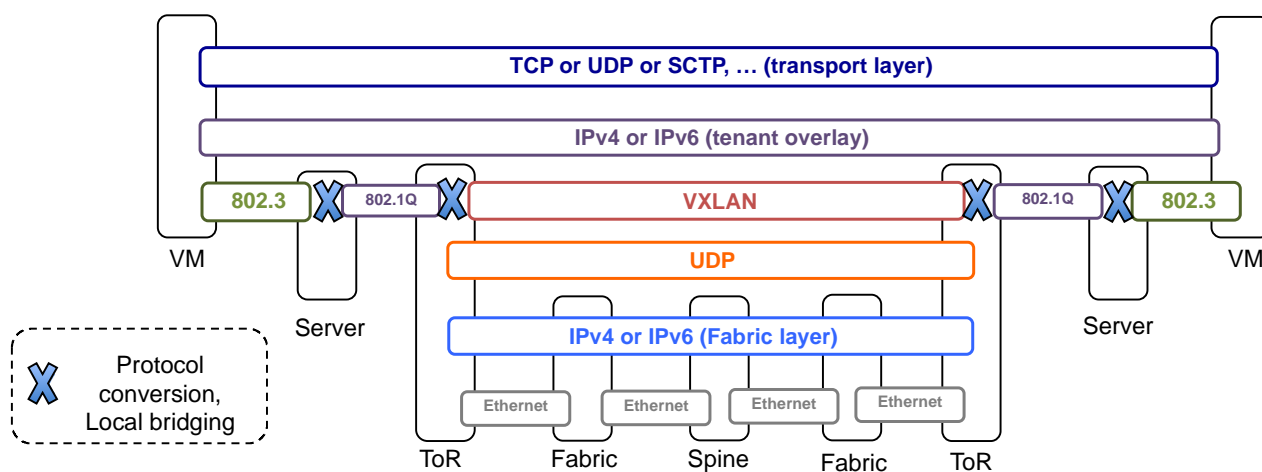 TCP or UDP or SCTP, … (transport layer)
IPv4 or IPv6 (tenant overlay)
802.3
802.1Q
VXLAN
802.1Q
802.3
VM
UDP
VM
Server
Server
IPv4 or IPv6 (Fabric layer)
Protocol
conversion,
Local bridging
Ethernet
Ethernet
Ethernet
Ethernet
ToR
Fabric
Spine
Fabric
ToR